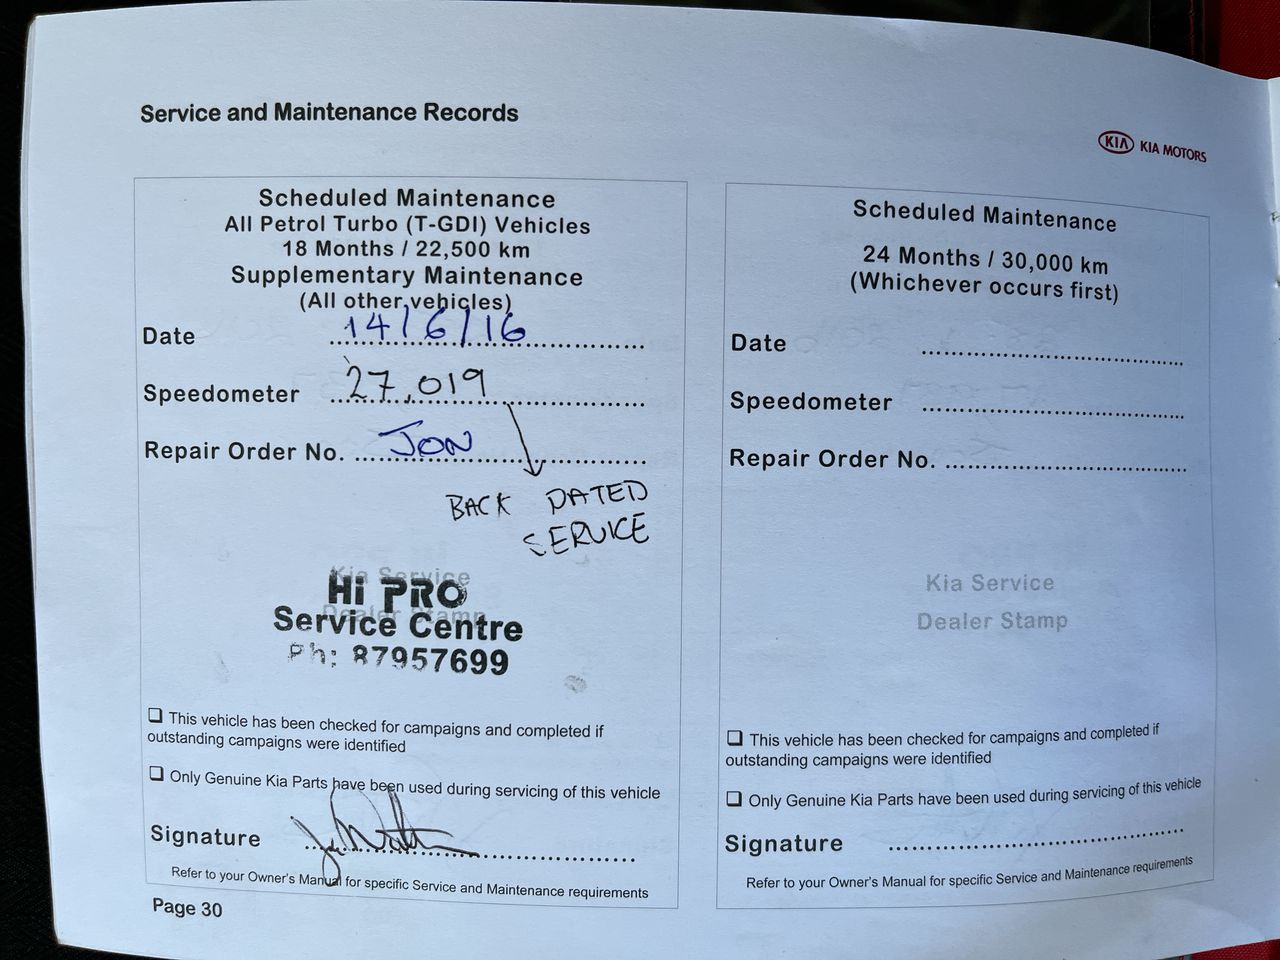 Service and Maintenance Records
KIA KIA MOTORS
Scheduled Maintenance
All Petrol Turbo (T-GDI) Vehicles
18 Months / 22,500 km
Supplementary Maintenance
(All other vehicles)
Date 14/6/16
Speedometer 27,019
Repair Order No. JON
BACK DATED
SERVICE
Kia Service
Dealer Stamp
Hi PRO
Service Centre
Ph: 87957699
❏ This vehicle has been checked for campaigns and completed if
outstanding campaigns were identified
❏ Only Genuine Kia Parts have been used during servicing of this vehicle
Signature
Refer to your Owner's Manual for specific Service and Maintenance requirements
Page 30
Scheduled Maintenance
24 Months / 30,000 km
(Whichever occurs first)
Date
Speedometer
Repair Order No.
Kia Service
Dealer Stamp
❏ This vehicle has been checked for campaigns and completed if
outstanding campaigns were identified
❏ Only Genuine Kia Parts have been used during servicing of this vehicle
Signature
Refer to your Owner's Manual for specific Service and Maintenance requirements